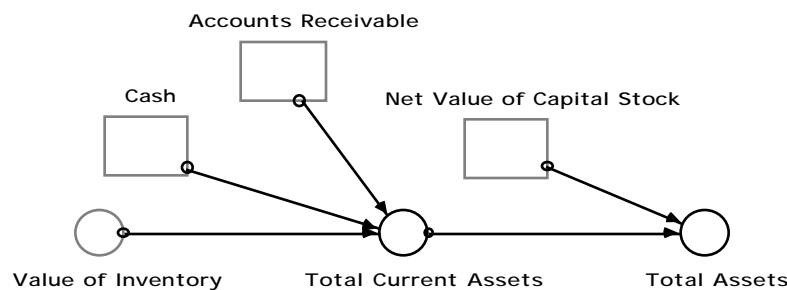 Accounts Receivable
Cash
Net Value of Capital Stock
Value of Inventory
Total Current Assets
Total Assets